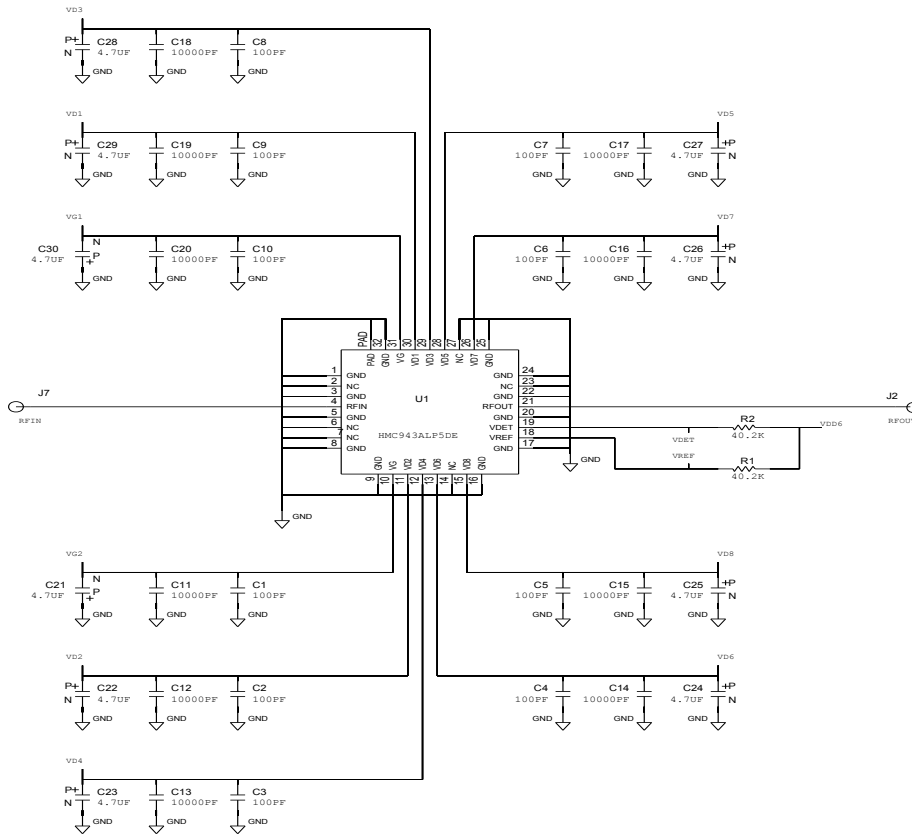 VD3
P+ C28 C18 C8
N 4.7UF 10000PF 100PF
GND GND GND
VD1
P+ C29 C19 C9
N 4.7UF 10000PF 100PF
GND GND GND
VD5
C7 C17 C27 +P
100PF 10000PF 4.7UF N
GND GND GND
VG1
C30 N C20 C10
4.7UF P 10000PF 100PF
+
GND GND GND
VD7
C6 C16 C26 +P
100PF 10000PF 4.7UF N
GND GND GND
PAD 32 31 30 29 28 27 26 25
PAD GND VG VD1 VD3 VD5 NC VD7 GND
1 GND GND 24
2 NC NC 23
3 GND GND 22
4 RFIN RFOUT 21
5 GND GND 20
6 NC VDET 19
7 NC VREF 18
8 GND GND 17
U1
HMC943ALP5DE
GND VG VD2 VD4 VD6 NC VD8 GND
9 10 11 12 13 14 15 16
J7
RFIN
J2
RFOUT
R2
VDD6
VDET 40.2K
VREF R1
40.2K
GND
GND
VG2
C21 N C11 C1
4.7UF P 10000PF 100PF
+
GND GND GND
VD8
C5 C15 C25 +P
100PF 10000PF 4.7UF N
GND GND GND
VD2
P+ C22 C12 C2
N 4.7UF 10000PF 100PF
GND GND GND
VD6
C4 C14 C24 +P
100PF 10000PF 4.7UF N
GND GND GND
VD4
P+ C23 C13 C3
N 4.7UF 10000PF 100PF
GND GND GND